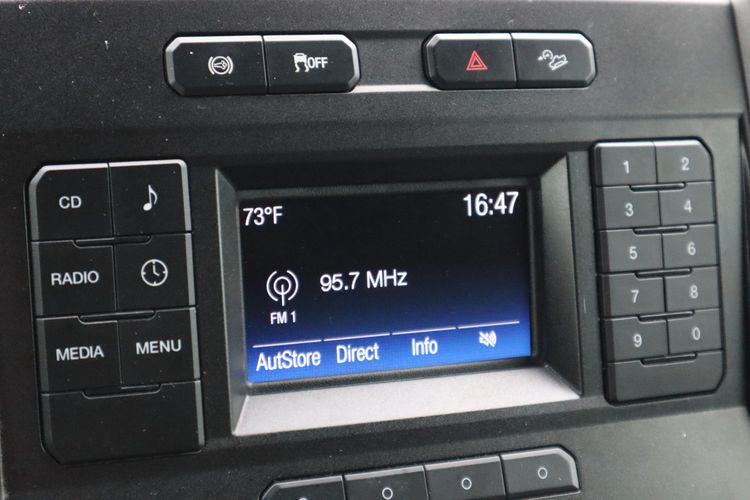 OFF
CD
RADIO
MEDIA MENU
73°F 16:47
95.7 MHz
FM 1
AutStore Direct Info
1 2
3 4
5 6
7 8
9 0